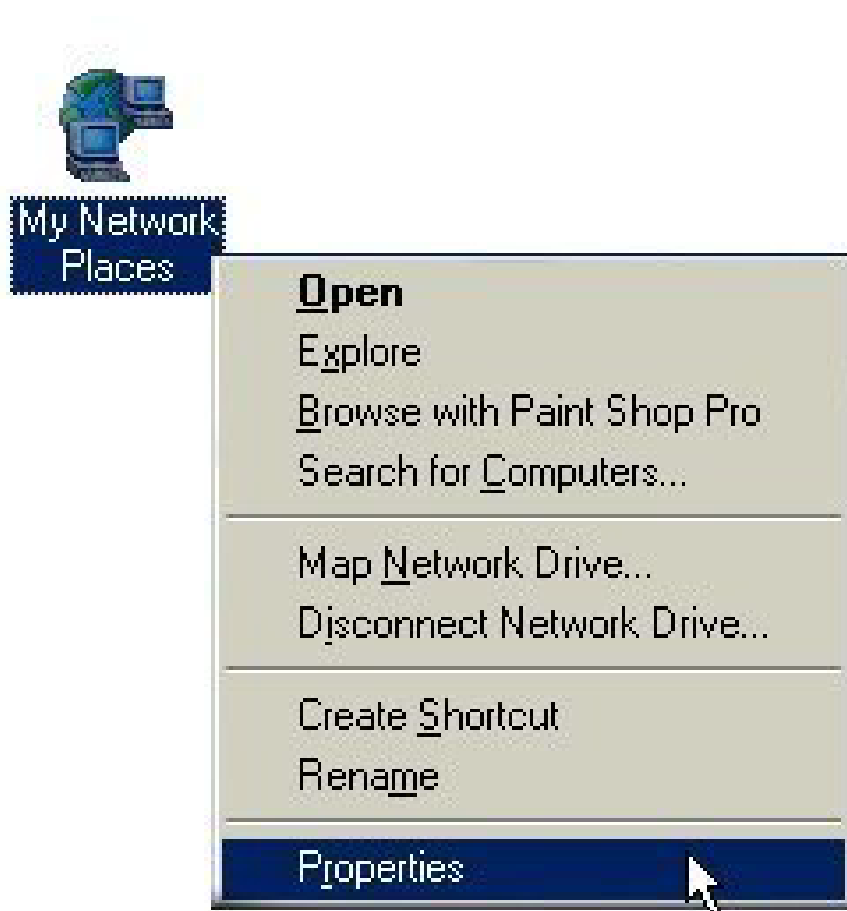 My Network
Places
Open
Explore
Browse with Paint Shop Pro
Search for Computers...
Map Network Drive...
Disconnect Network Drive...
Create Shortcut
Rename
Properties